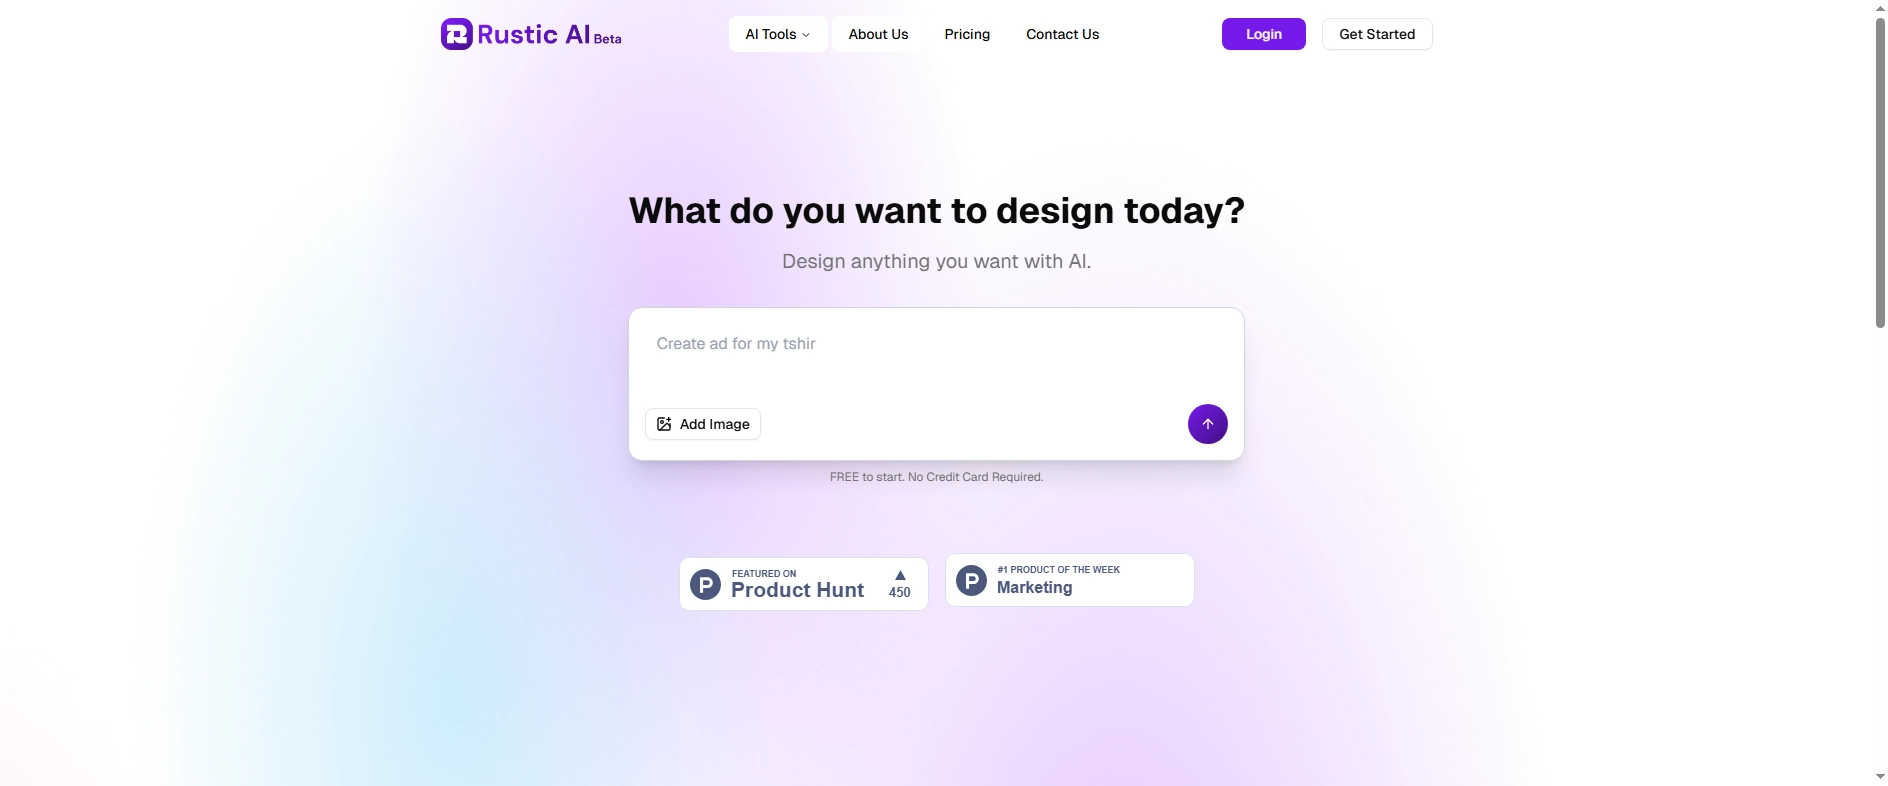 Rustic AI Beta
AI Tools
About Us
Pricing
Contact Us
Login
Get Started
What do you want to design today?
Design anything you want with AI.
Create ad for my tshir
Add Image
FREE to start. No Credit Card Required.
FEATURED ON
Product Hunt
450
#1 PRODUCT OF THE WEEK
Marketing